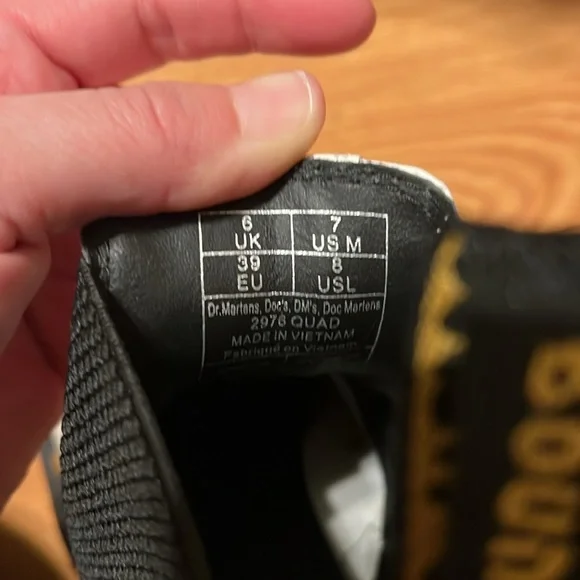 6 7
UK US M
39 8
EU USL
Dr.Martens, Doc's, DM's, Doc Martens
2976 QUAD
MADE IN VIETNAM
Fabriqué en Vietnam